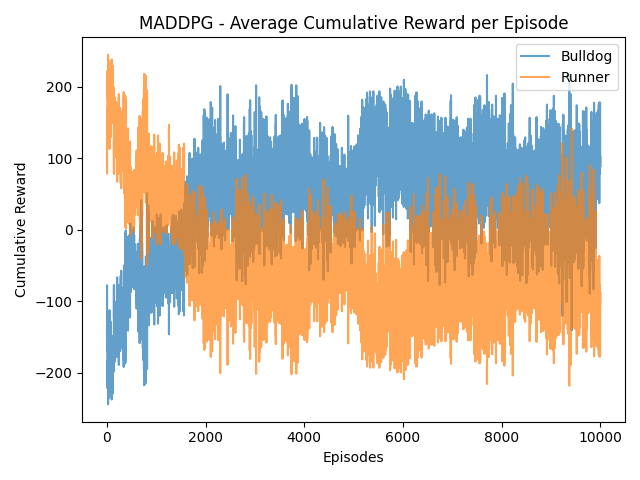 MADDPG - Average Cumulative Reward per Episode
Bulldog
Runner
Cumulative Reward
200
100
0
−100
−200
0 2000 4000 6000 8000 10000
Episodes